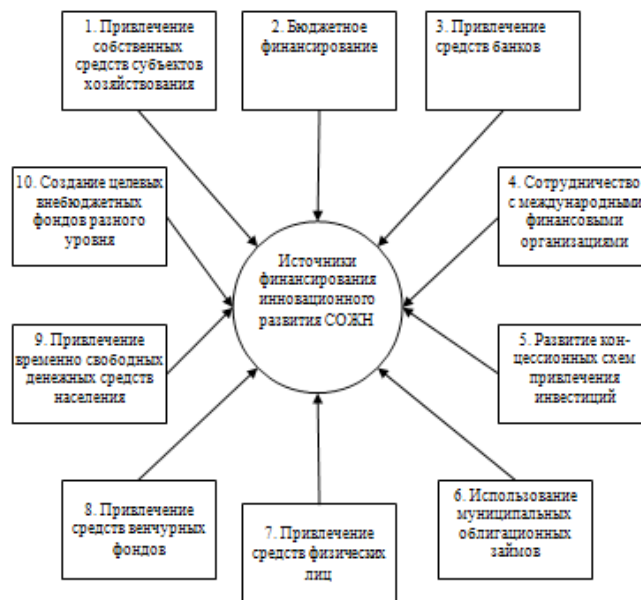 1. Привлечение
собственных
средств субъектов
хозяйствования
2. Бюджетное
финансирование
3. Привлечение
средств банков
10. Создание целевых
внебюджетных
фондов разного
уровня
4. Сотрудничество
с международными
финансовыми
организациями
Источники
финансирования
инновационного
развития СОЖН
9. Привлечение
временно свободных
денежных средств
населения
5. Развитие кон-
цессионных схем
привлечения
инвестиций
8. Привлечение
средств венчурных
фондов
7. Привлечение
средств физических
лиц
6. Использование
муниципальных
облигационных
займов